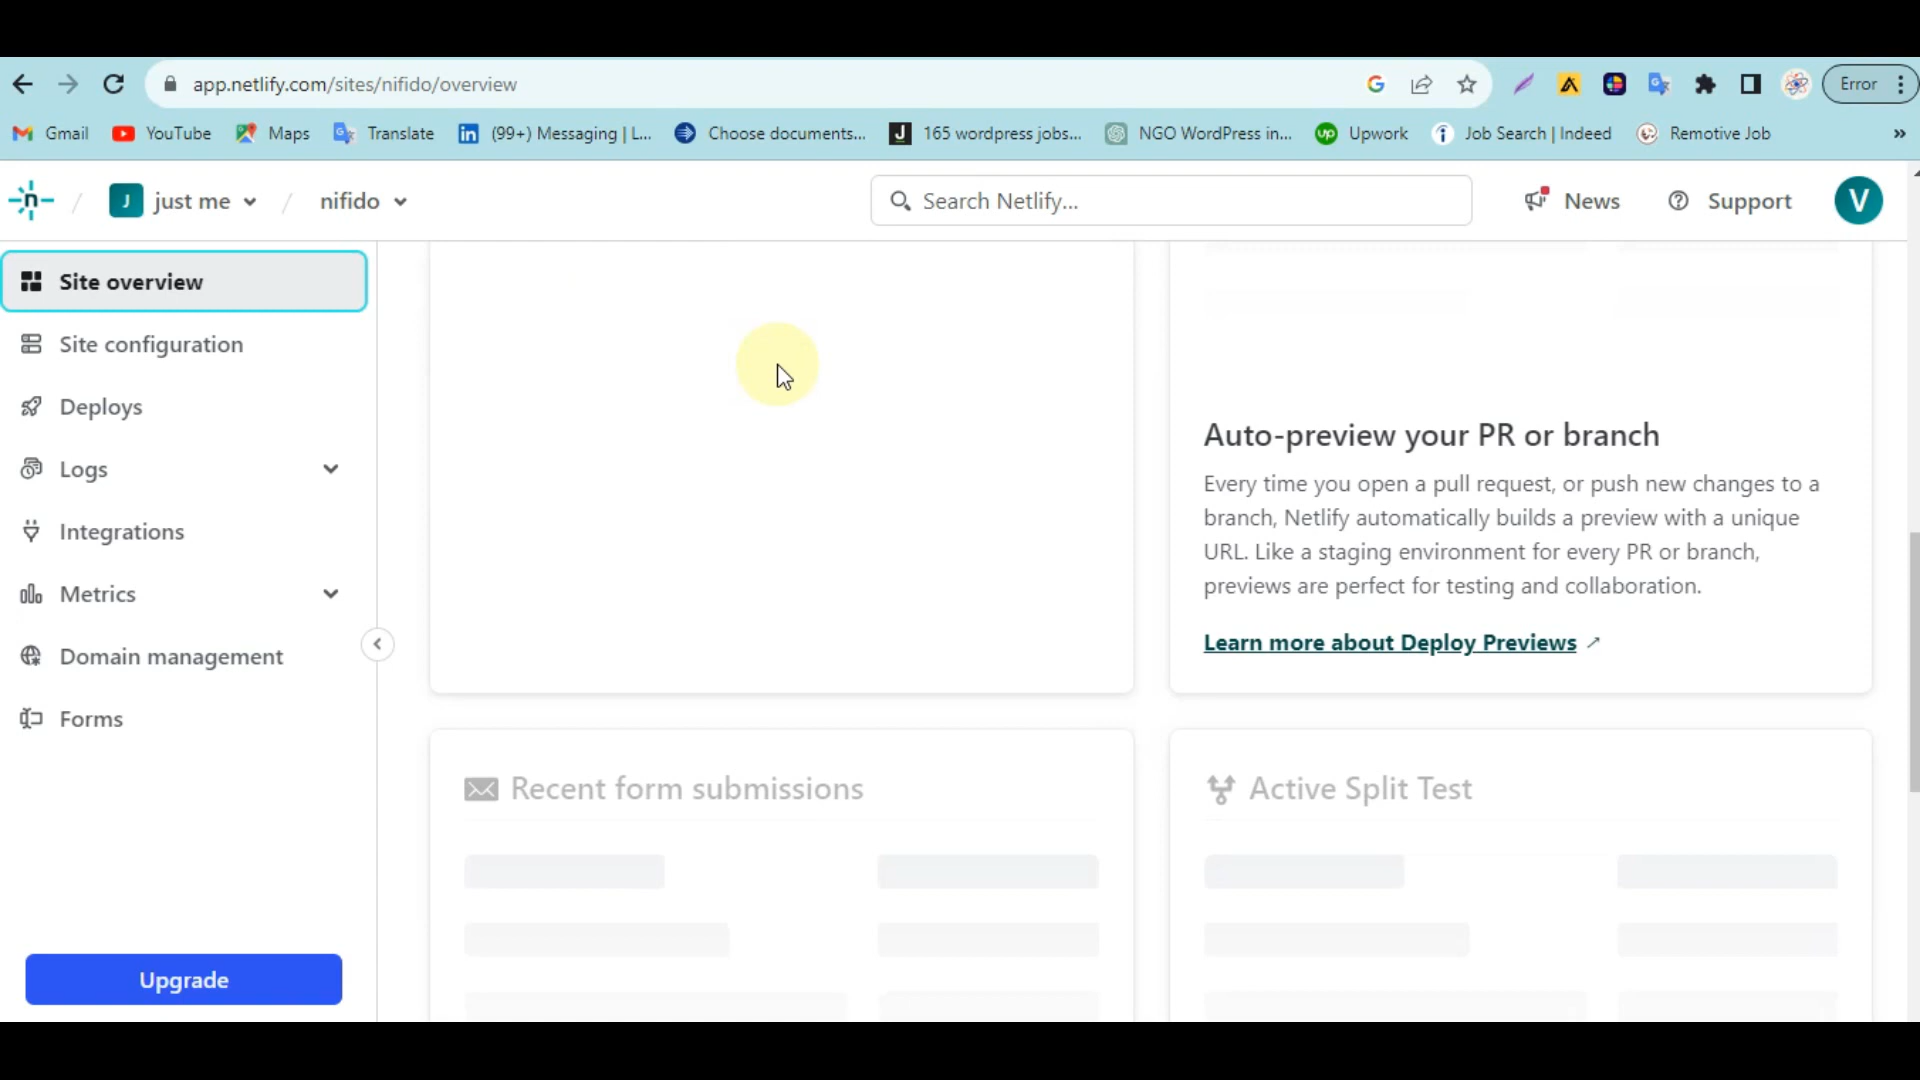 app.netlify.com/sites/nifido/overview
Error
Gmail YouTube Maps Translate (99+) Messaging | L... Choose documents... 165 wordpress jobs... NGO WordPress in... Upwork Job Search | Indeed Remotive Job »
J just me / nifido Search Netlify... News Support V
Site overview
Site configuration
Deploys
Logs
Integrations
Metrics
Domain management
Forms
Upgrade
Auto-preview your PR or branch
Every time you open a pull request, or push new changes to a
branch, Netlify automatically builds a preview with a unique
URL. Like a staging environment for every PR or branch,
previews are perfect for testing and collaboration.
Learn more about Deploy Previews ↗
Recent form submissions
Active Split Test